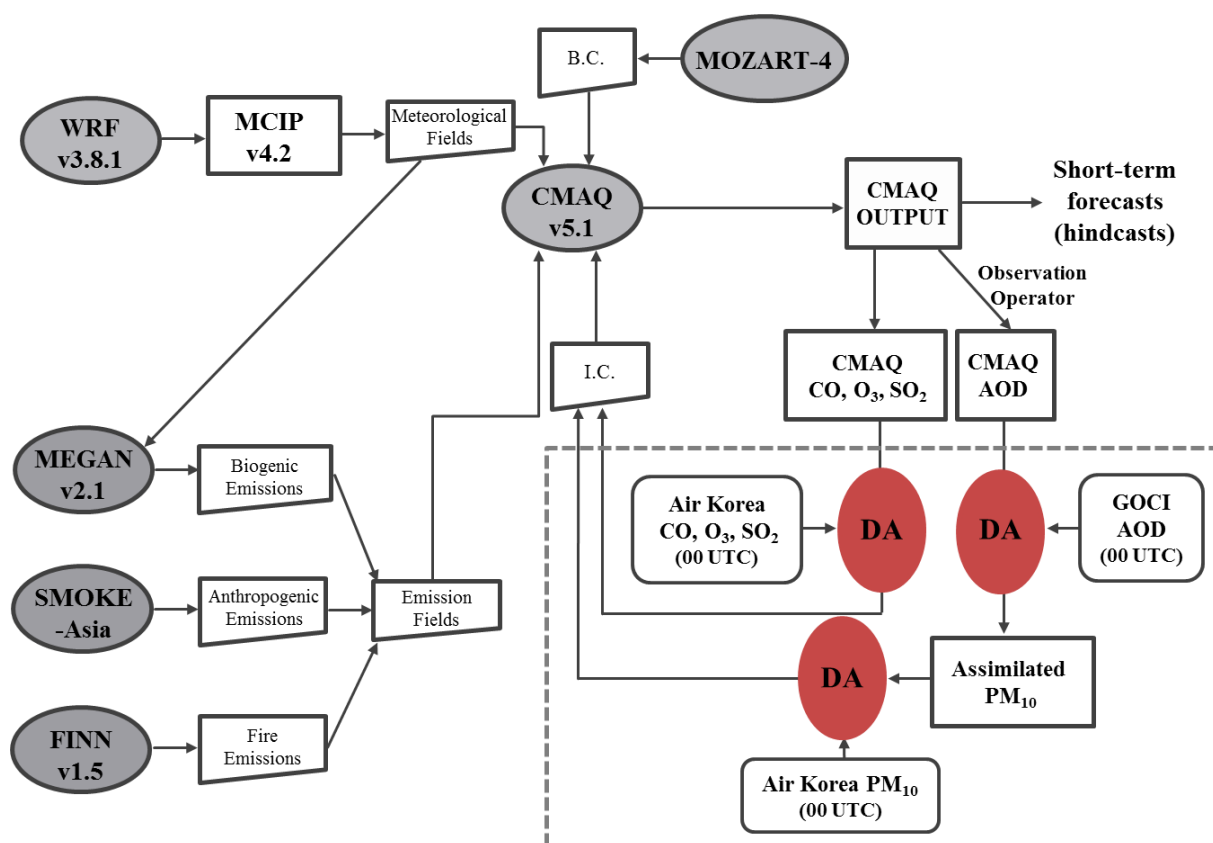 B.C.
MOZART-4
WRF
v3.8.1
MCIP
v4.2
Meteorological
Fields
CMAQ
v5.1
CMAQ
OUTPUT
Short-term
forecasts
(hindcasts)
Observation
Operator
I.C.
CMAQ
CO, O₃, SO₂
CMAQ
AOD
MEGAN
v2.1
Biogenic
Emissions
Air Korea
CO, O₃, SO₂
(00 UTC)
DA
DA
GOCI
AOD
(00 UTC)
SMOKE
-Asia
Anthropogenic
Emissions
Emission
Fields
DA
Assimilated
PM₁₀
FINN
v1.5
Fire
Emissions
Air Korea PM₁₀
(00 UTC)